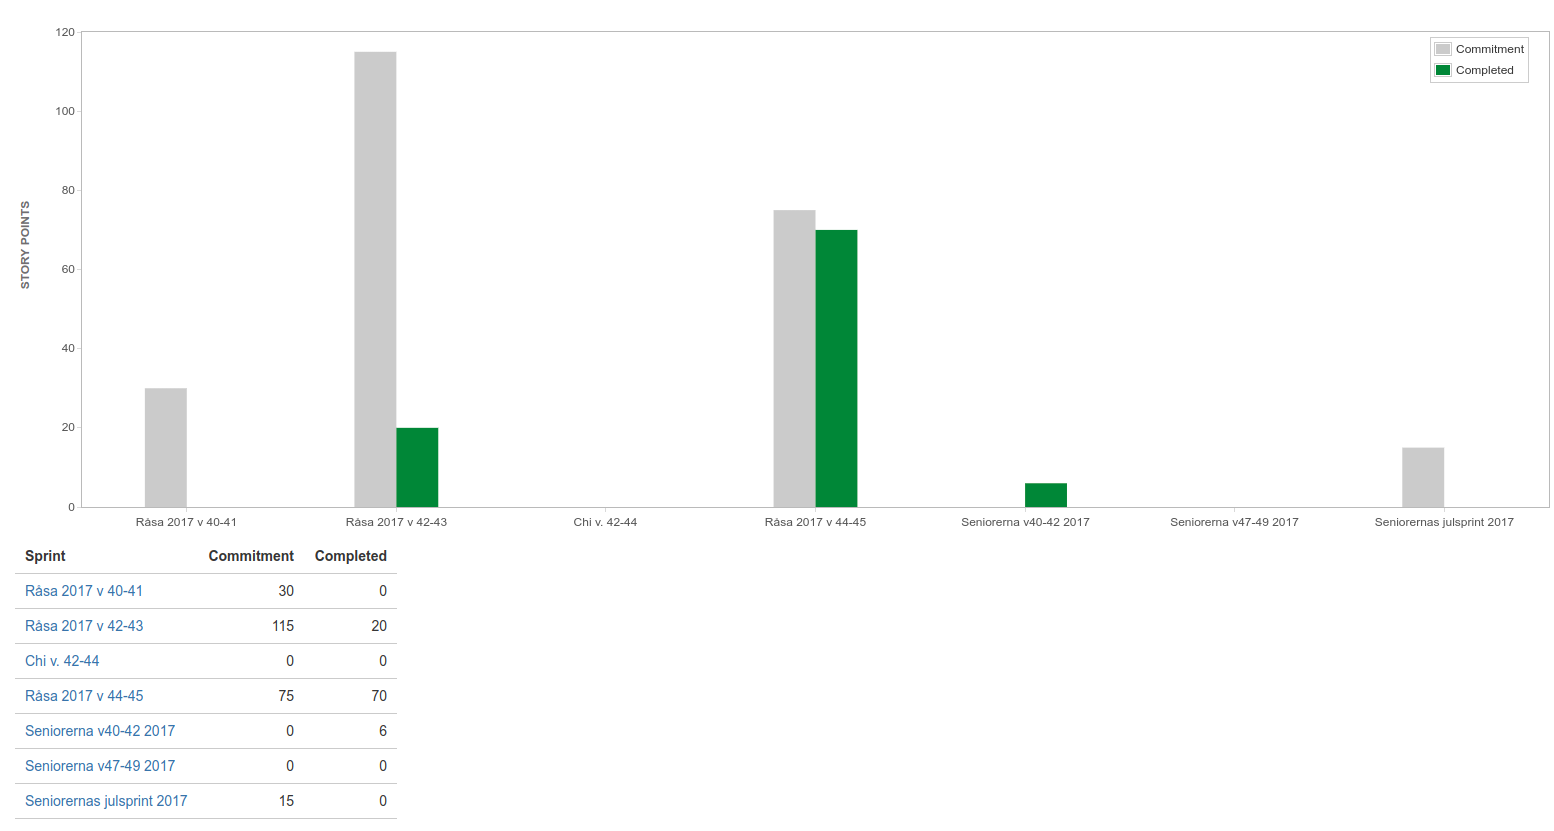 120
Commitment
Completed
100
80
STORY POINTS
60
40
20
0
Råsa 2017 v 40-41 Råsa 2017 v 42-43 Chi v. 42-44 Råsa 2017 v 44-45 Seniorerna v40-42 2017 Seniorerna v47-49 2017 Seniorernas julsprint 2017
Sprint Commitment Completed
Råsa 2017 v 40-41 30 0
Råsa 2017 v 42-43 115 20
Chi v. 42-44 0 0
Råsa 2017 v 44-45 75 70
Seniorerna v40-42 2017 0 6
Seniorerna v47-49 2017 0 0
Seniorernas julsprint 2017 15 0